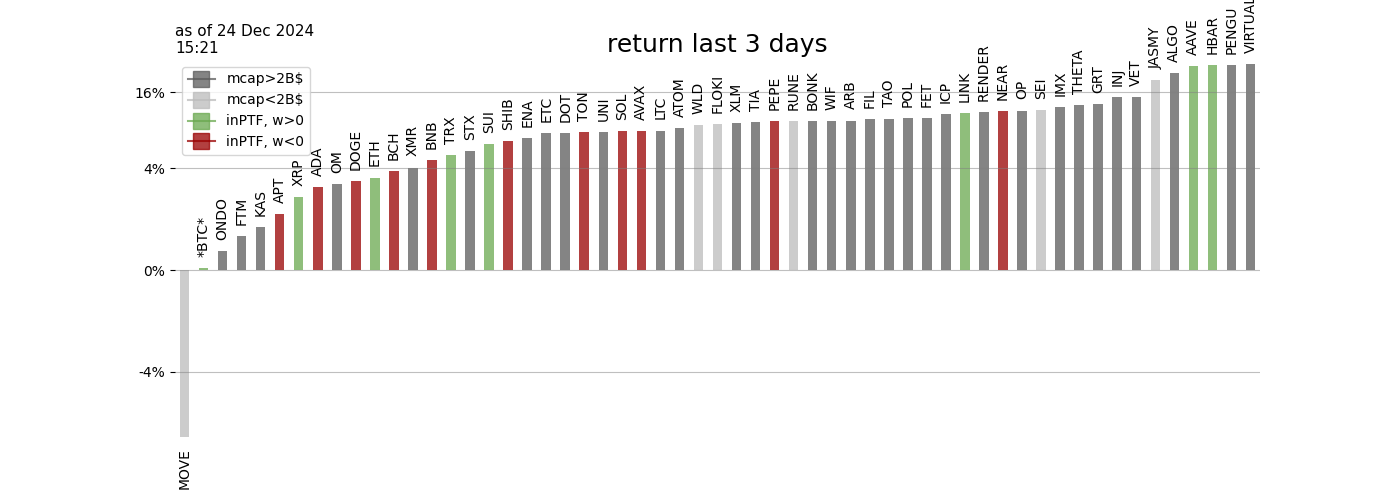 as of 24 Dec 2024
15:21
return last 3 days
mcap>2B$
mcap<2B$
inPTF, w>0
inPTF, w<0
16%
4%
0%
-4%
MOVE
*BTC*
ONDO
FTM
KAS
APT
XRP
ADA
OM
DOGE
ETH
BCH
XMR
BNB
TRX
STX
SUI
SHIB
ENA
ETC
DOT
TON
UNI
SOL
AVAX
LTC
ATOM
WLD
FLOKI
XLM
TIA
PEPE
RUNE
BONK
WIF
ARB
FIL
TAO
POL
FET
ICP
LINK
RENDER
NEAR
OP
SEI
IMX
THETA
GRT
INJ
VET
JASMY
ALGO
AAVE
HBAR
PENGU
VIRTUAL